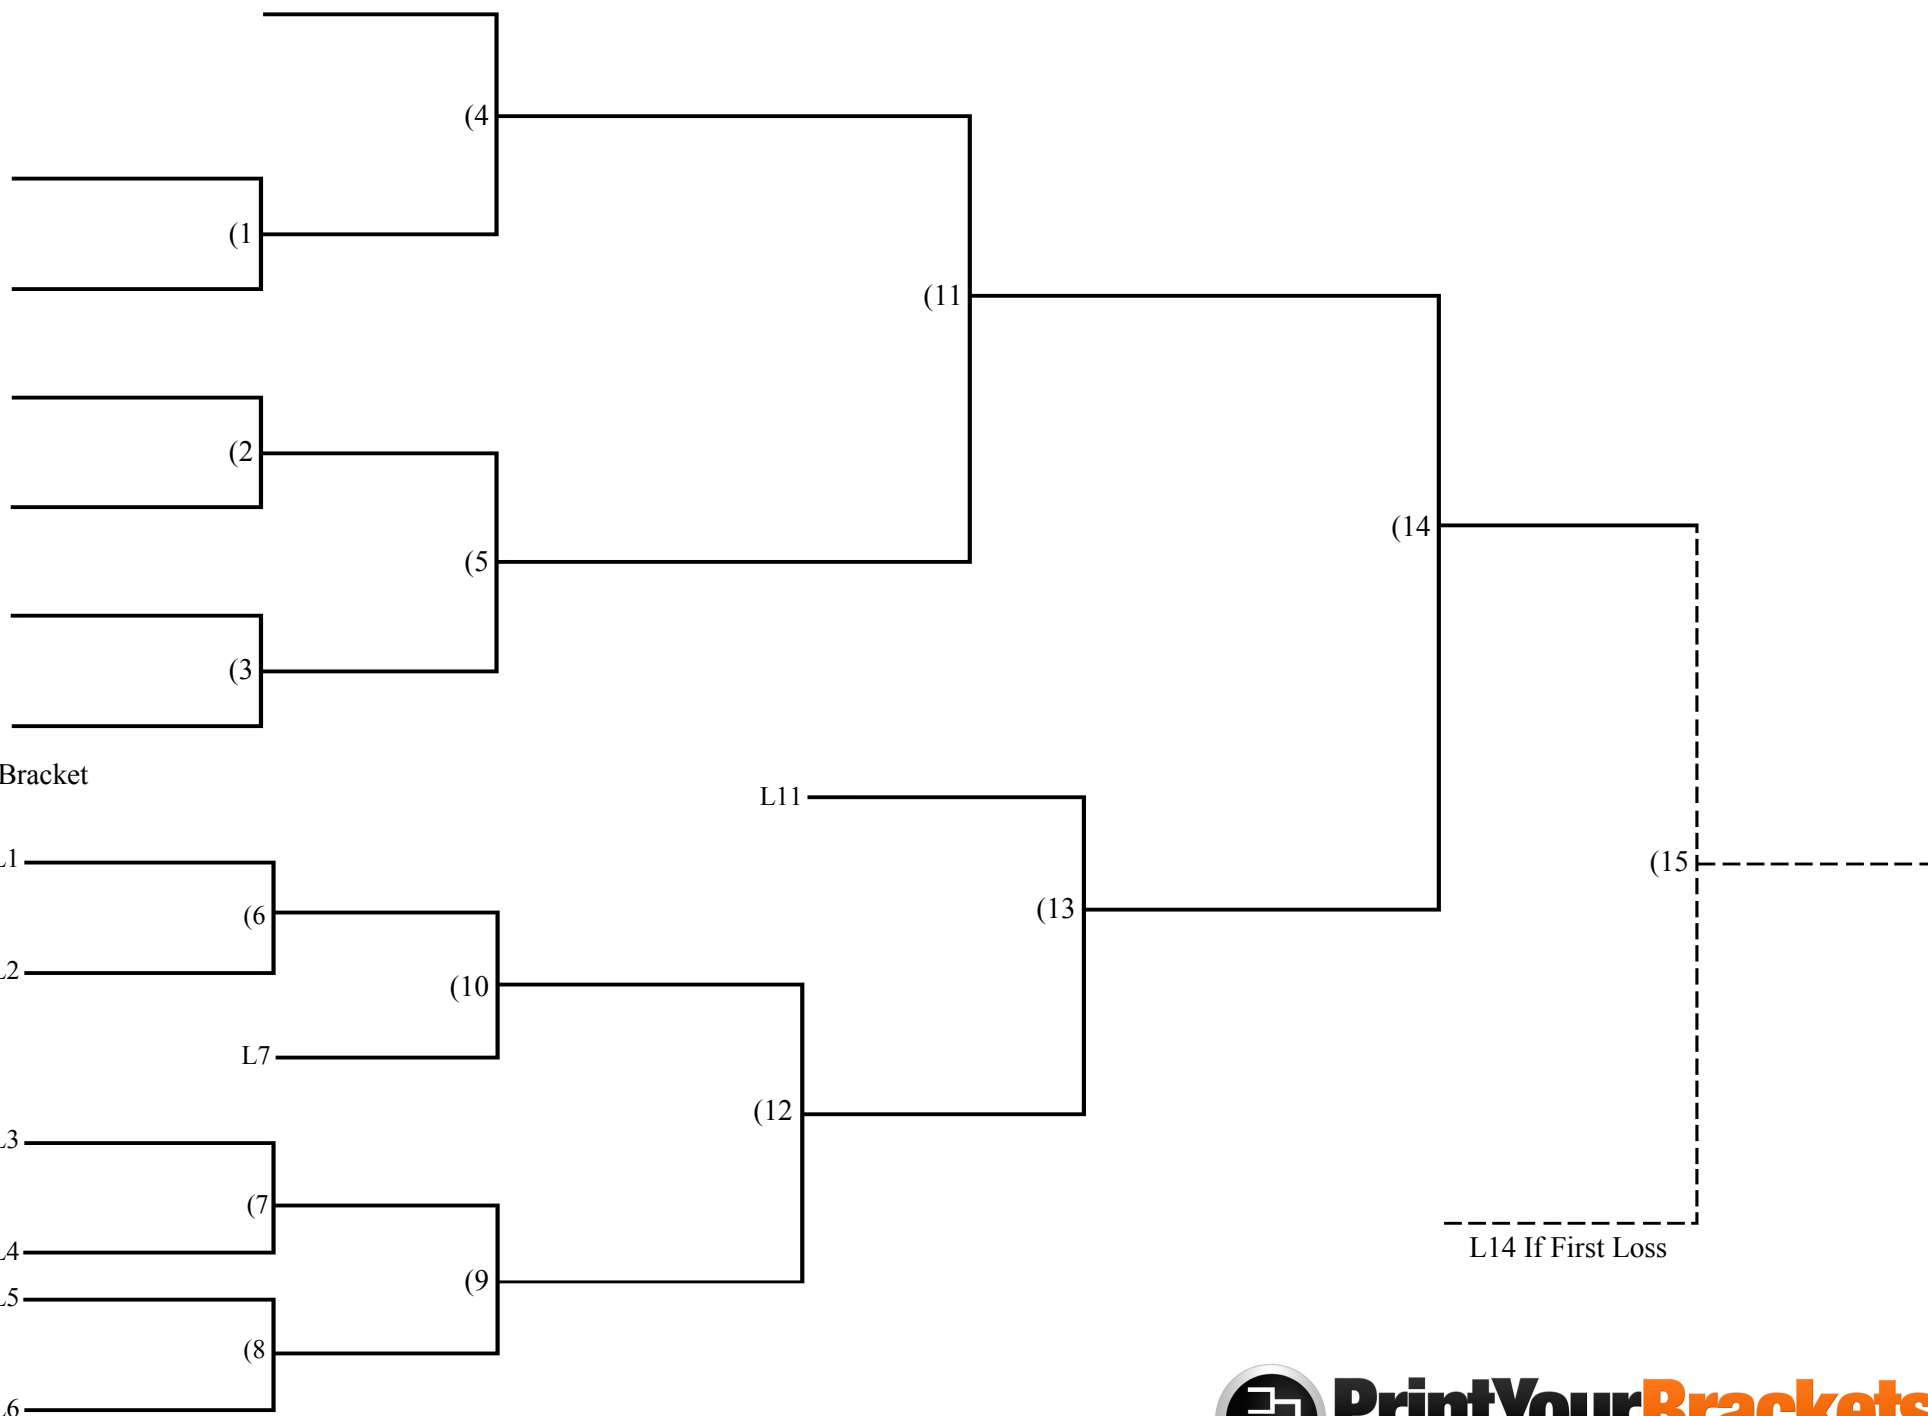 (4
(1
(11
(2
(14
(5
(3
Bracket
L11
L1
(15
(13
(6
L2
(10
L7
(12
L3
(7
L4
L14 If First Loss
(9
L5
(8
L6
PrintYourBrackets